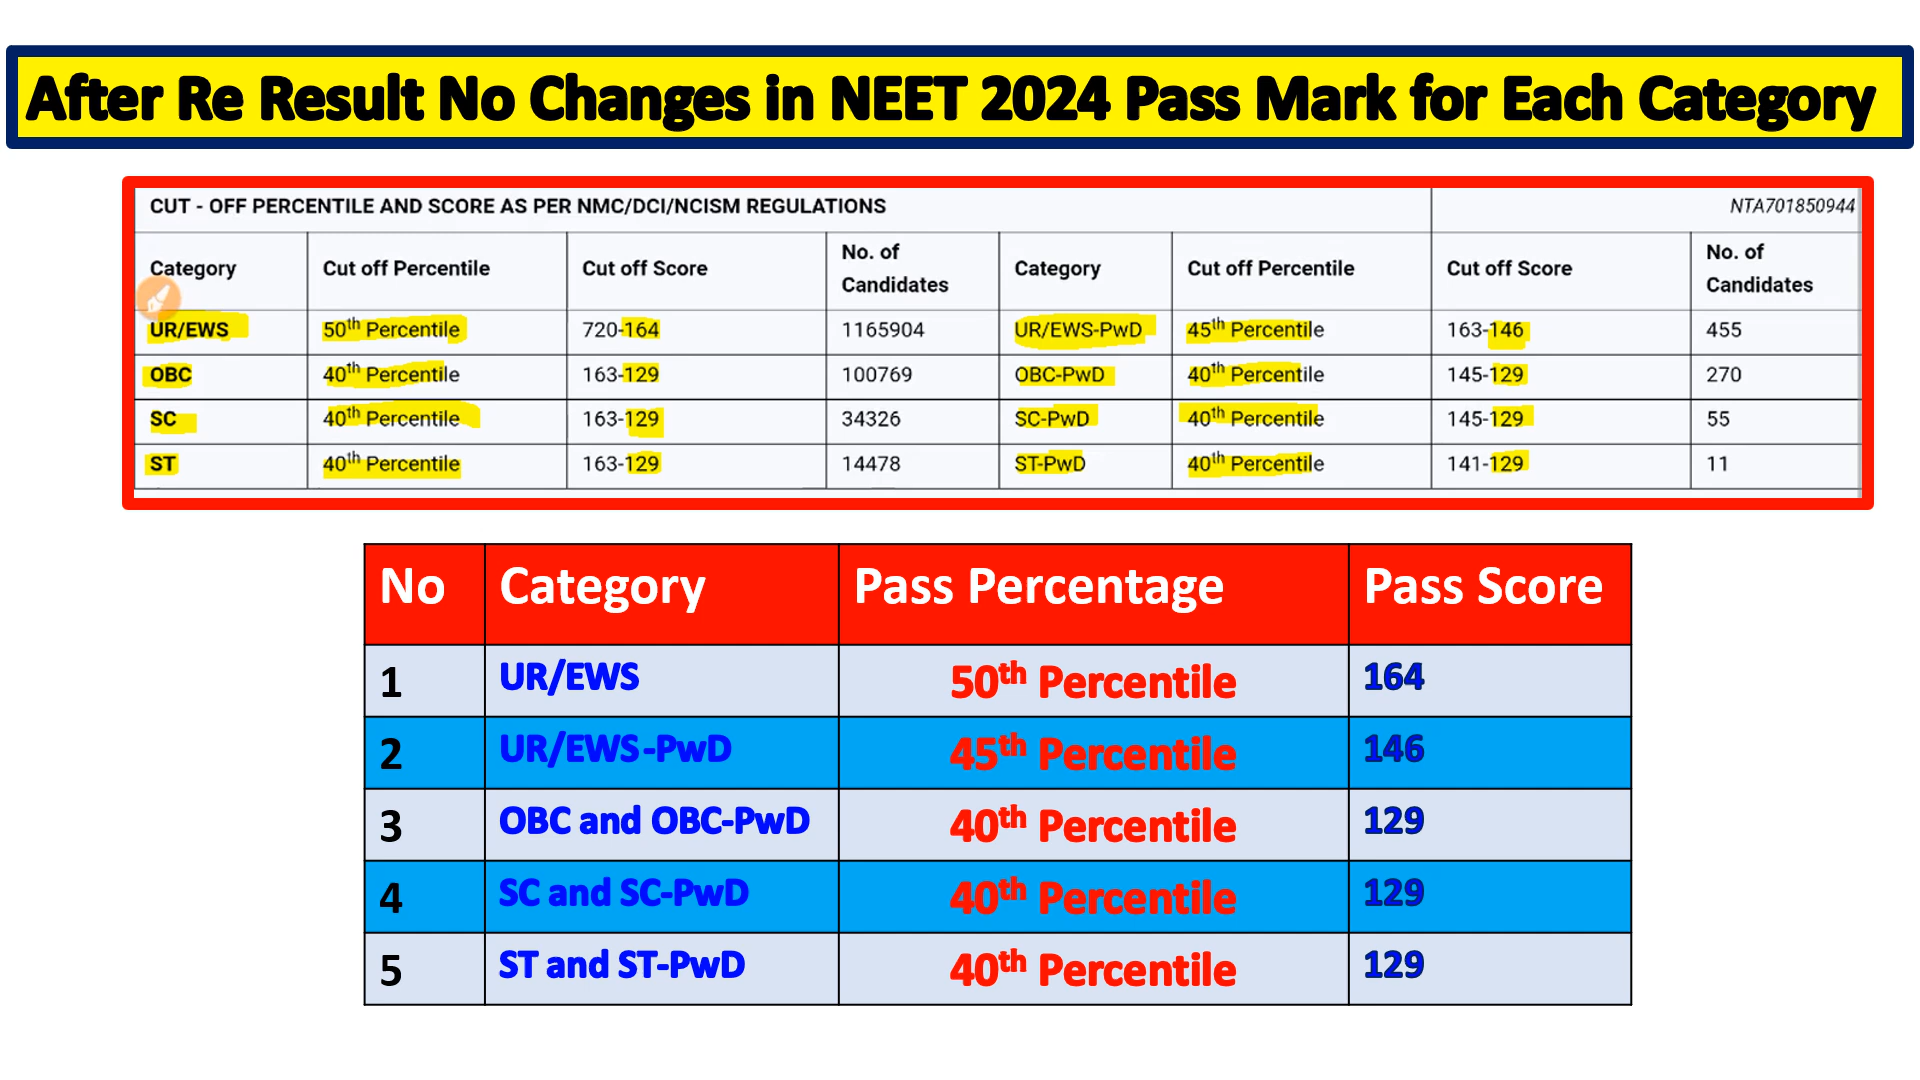 After Re Result No Changes in NEET 2024 Pass Mark for Each Category
CUT - OFF PERCENTILE AND SCORE AS PER NMC/DCI/NCISM REGULATIONS NTA701850944
Category Cut off Percentile Cut off Score No. of Candidates Category Cut off Percentile Cut off Score No. of Candidates
UR/EWS 50th Percentile 720-164 1165904 UR/EWS-PwD 45th Percentile 163-146 455
OBC 40th Percentile 163-129 100769 OBC-PwD 40th Percentile 145-129 270
SC 40th Percentile 163-129 34326 SC-PwD 40th Percentile 145-129 55
ST 40th Percentile 163-129 14478 ST-PwD 40th Percentile 141-129 11
No Category Pass Percentage Pass Score
1 UR/EWS 50th Percentile 164
2 UR/EWS-PwD 45th Percentile 146
3 OBC and OBC-PwD 40th Percentile 129
4 SC and SC-PwD 40th Percentile 129
5 ST and ST-PwD 40th Percentile 129